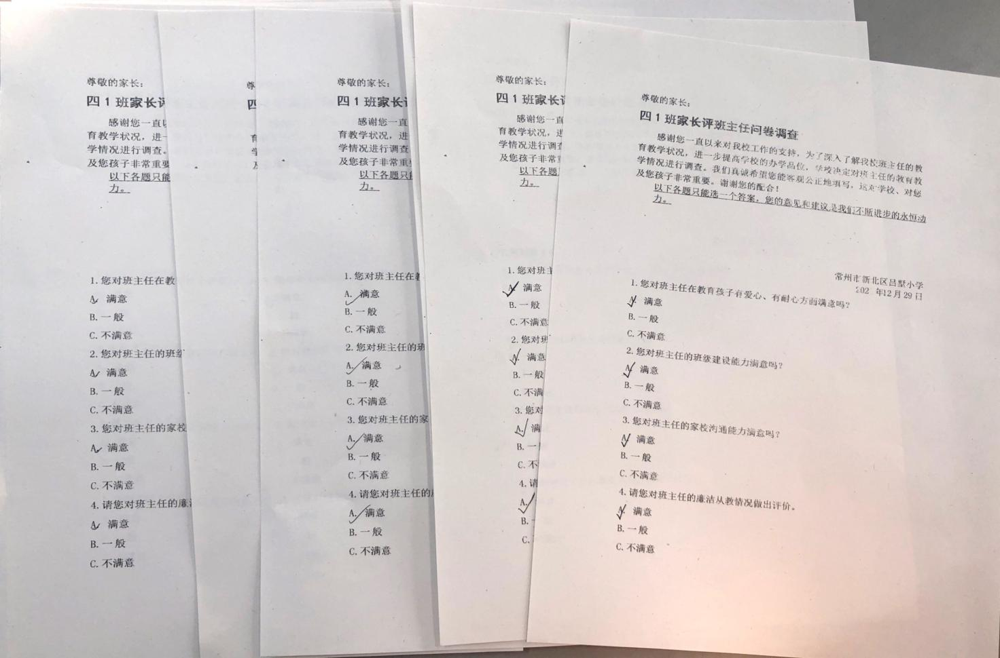 尊敬的家长：
四1班家长评
感谢您一直以
育教学状况，进一
学情况进行调查。
及您孩子非常重要
以下各题只能
力。
1. 您对班主任在教
A. 满意
B. 一般
C. 不满意
2. 您对班主任的班级
A. 满意
B. 一般
C. 不满意
3. 您对班主任的家校
A. 满意
B. 一般
C. 不满意
4. 请您对班主任的廉洁
A. 满意
B. 一般
C. 不满意
尊
四
育
学
及
尊敬的家长：
四1班家长评
感谢您一直
育教学状况，进
学情况进行调查
及您孩子非常重要
以下各题只能
力。
1. 您对班主任在教
A. 满意
B. 一般
C. 不满意
2. 您对班主任的班
A. 满意
B. 一般
C. 不满意
3. 您对班主任的家
A. 满意
B. 一般
C. 不满意
4. 请您对班主任的
A. 满意
B. 一般
C. 不满意
尊敬的家长：
四1班家长评
感谢您一直
育教学状况，进
学情况进行调查
及您孩子非常重
以下各题
力。
1. 您对班主
A. 满意
B. 一般
C. 不满意
2. 您对班
A. 满意
B. 一般
C. 不满
3. 您对
A. 满
B. 一
C. 不
4. 请
A.
B. 一
C.
尊敬的家长：
四1班家长评班主任问卷调查
感谢您一直以来对我校工作的支持，为了深入了解我校班主任的教
育教学状况，进一步提高学校的办学品位，学校决定对班主任的教育教
学情况进行调查。我们真诚希望您能客观公正地填写，这对学校、对您
及您孩子非常重要。谢谢您的配合！
以下各题只能选一个答案，您的意见和建议是我们不断进步的永恒动
力。
常州市新北区吕墅小学
202 年12月29日
1. 您对班主任在教育孩子有爱心、有耐心方面满意吗？
A. 满意
B. 一般
C. 不满意
2. 您对班主任的班级建设能力满意吗？
A. 满意
B. 一般
C. 不满意
3. 您对班主任的家校沟通能力满意吗？
A. 满意
B. 一般
C. 不满意
4. 请您对班主任的廉洁从教情况做出评价。
A. 满意
B. 一般
C. 不满意